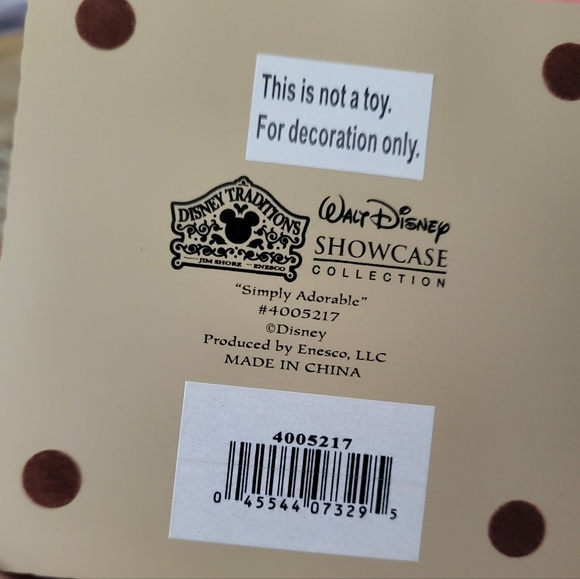 This is not a toy.
For decoration only.
DISNEY TRADITIONS
JIM SHORE ENESCO
WALT DISNEY
SHOWCASE
COLLECTION
“Simply Adorable”
#4005217
©Disney
Produced by Enesco, LLC
MADE IN CHINA
4005217
0 45544 07329 5